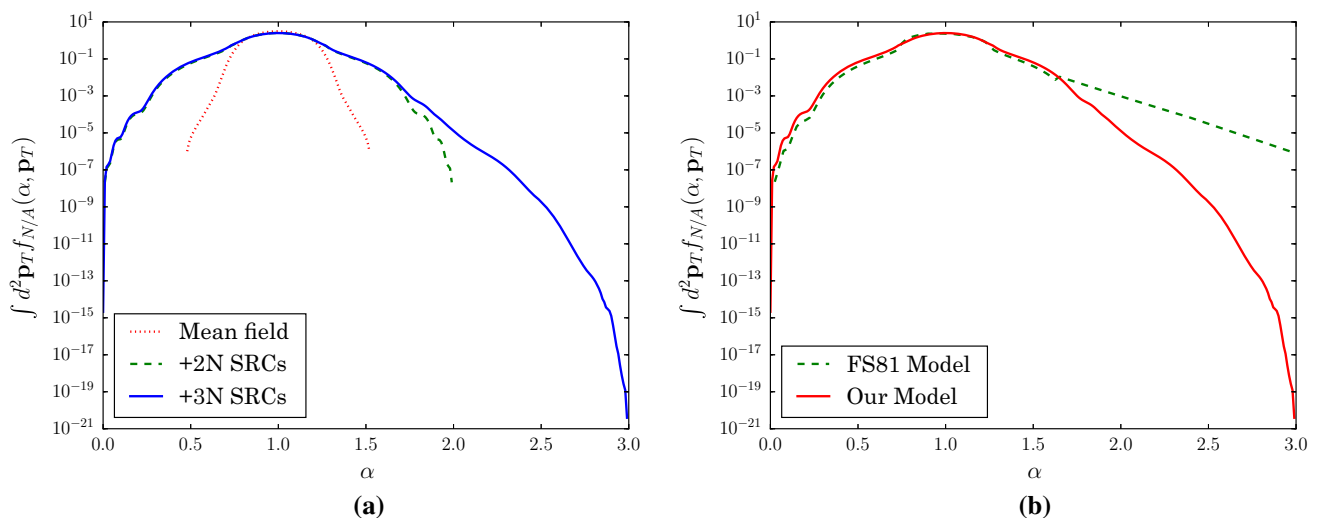 10^1
10^{-1}
10^{-3}
10^{-5}
10^{-7}
10^{-9}
10^{-11}
10^{-13}
10^{-15}
10^{-17}
10^{-19}
10^{-21}
∫ d²p_T f_{N/A}(α, p_T)
Mean field
+2N SRCs
+3N SRCs
0.0 0.5 1.0 1.5 2.0 2.5 3.0
α
(a)
10^1
10^{-1}
10^{-3}
10^{-5}
10^{-7}
10^{-9}
10^{-11}
10^{-13}
10^{-15}
10^{-17}
10^{-19}
10^{-21}
∫ d²p_T f_{N/A}(α, p_T)
FS81 Model
Our Model
0.0 0.5 1.0 1.5 2.0 2.5 3.0
α
(b)